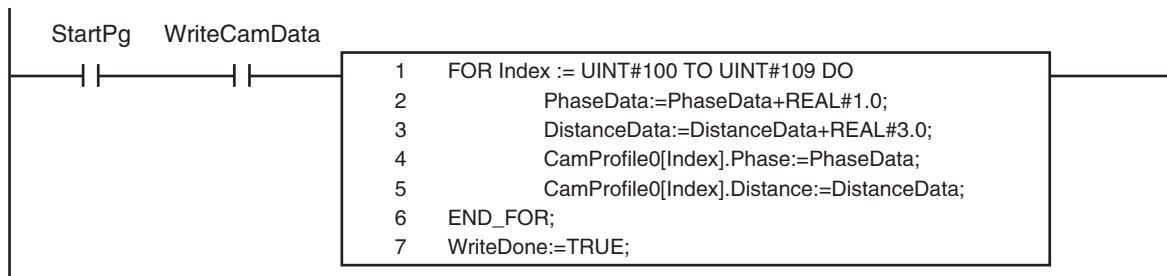 StartPg WriteCamData
1 FOR Index := UINT#100 TO UINT#109 DO
2 PhaseData:=PhaseData+REAL#1.0;
3 DistanceData:=DistanceData+REAL#3.0;
4 CamProfile0[Index].Phase:=PhaseData;
5 CamProfile0[Index].Distance:=DistanceData;
6 END_FOR;
7 WriteDone:=TRUE;